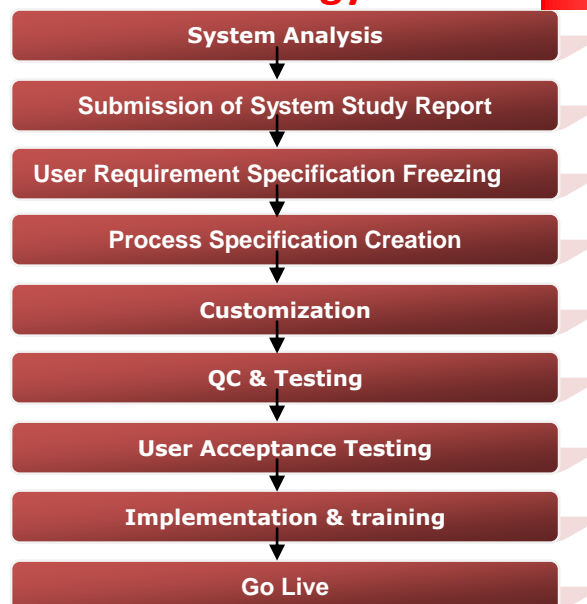 System Analysis
Submission of System Study Report
User Requirement Specification Freezing
Process Specification Creation
Customization
QC & Testing
User Acceptance Testing
Implementation & training
Go Live